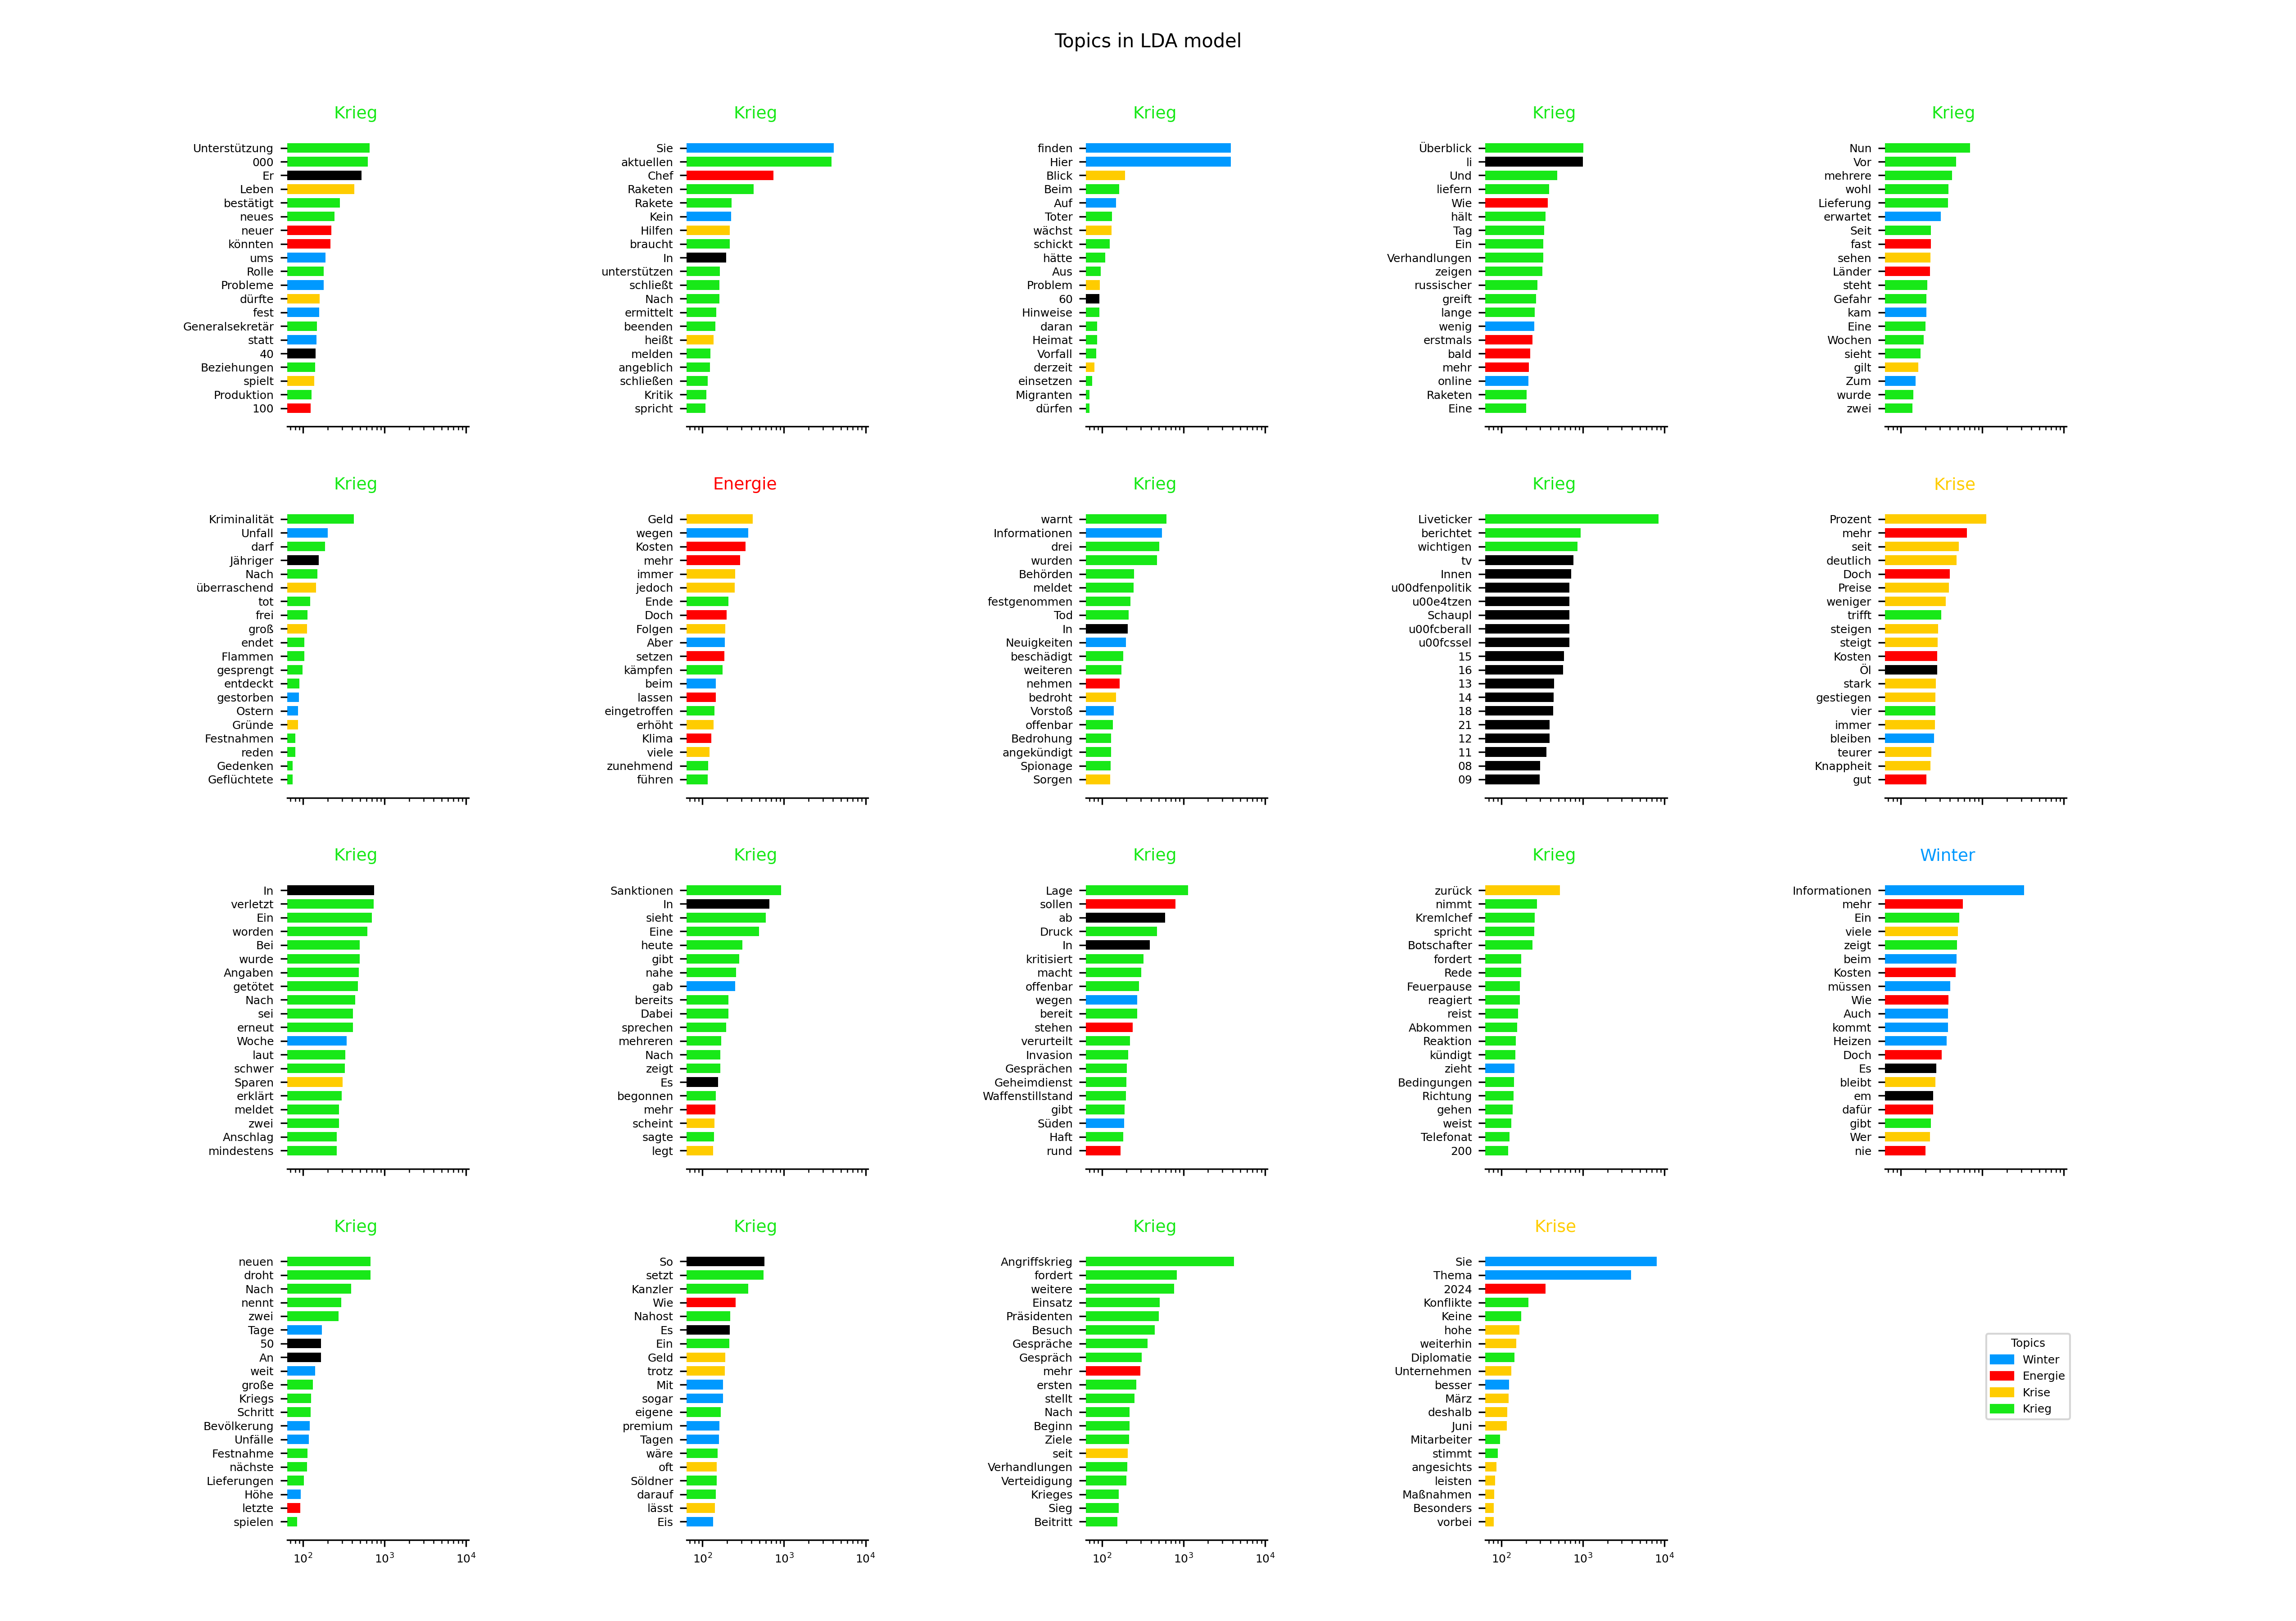 Topics in LDA model
Krieg
Unterstützung
000
Er
Leben
bestätigt
neues
neuer
könnten
ums
Rolle
Probleme
dürfte
fest
Generalsekretär
statt
40
Beziehungen
spielt
Produktion
100
Krieg
Sie
aktuellen
Chef
Raketen
Rakete
Kein
Hilfen
braucht
In
unterstützen
schließt
Nach
ermittelt
beenden
heißt
melden
angeblich
schließen
Kritik
spricht
Krieg
finden
Hier
Blick
Beim
Auf
Toter
wächst
schickt
hätte
Aus
Problem
60
Hinweise
daran
Heimat
Vorfall
derzeit
einsetzen
Migranten
dürfen
Krieg
Überblick
li
Und
liefern
Wie
hält
Tag
Ein
Verhandlungen
zeigen
russischer
greift
lange
wenig
erstmals
bald
mehr
online
Raketen
Eine
Krieg
Nun
Vor
mehrere
wohl
Lieferung
erwartet
Seit
fast
sehen
Länder
steht
Gefahr
kam
Eine
Wochen
sieht
gilt
Zum
wurde
zwei
Krieg
Kriminalität
Unfall
darf
Jähriger
Nach
überraschend
tot
frei
groß
endet
Flammen
gesprengt
entdeckt
gestorben
Ostern
Gründe
Festnahmen
reden
Gedenken
Geflüchtete
Energie
Geld
wegen
Kosten
mehr
immer
jedoch
Ende
Doch
Folgen
Aber
setzen
kämpfen
beim
lassen
eingetroffen
erhöht
Klima
viele
zunehmend
führen
Krieg
warnt
Informationen
drei
wurden
Behörden
meldet
festgenommen
Tod
In
Neuigkeiten
beschädigt
weiteren
nehmen
bedroht
Vorstoß
offenbar
Bedrohung
angekündigt
Spionage
Sorgen
Krieg
Liveticker
berichtet
wichtigen
tv
Innen
u00dfenpolitik
u00e4tzen
Schaupl
u00fcberall
u00fcssel
15
16
13
14
18
21
12
11
08
09
Krise
Prozent
mehr
seit
deutlich
Doch
Preise
weniger
trifft
steigen
steigt
Kosten
Öl
stark
gestiegen
vier
immer
bleiben
teurer
Knappheit
gut
Krieg
In
verletzt
Ein
worden
Bei
wurde
Angaben
getötet
Nach
sei
erneut
Woche
laut
schwer
Sparen
erklärt
meldet
zwei
Anschlag
mindestens
Krieg
Sanktionen
In
sieht
Eine
heute
gibt
nahe
gab
bereits
Dabei
sprechen
mehreren
Nach
zeigt
Es
begonnen
mehr
scheint
sagte
legt
Krieg
Lage
sollen
ab
Druck
In
kritisiert
macht
offenbar
wegen
bereit
stehen
verurteilt
Invasion
Gesprächen
Geheimdienst
Waffenstillstand
gibt
Süden
Haft
rund
Krieg
zurück
nimmt
Kremlchef
spricht
Botschafter
fordert
Rede
Feuerpause
reagiert
reist
Abkommen
Reaktion
kündigt
zieht
Bedingungen
Richtung
gehen
weist
Telefonat
200
Winter
Informationen
mehr
Ein
viele
zeigt
beim
Kosten
müssen
Wie
Auch
kommt
Heizen
Doch
Es
bleibt
em
dafür
gibt
Wer
nie
Krieg
neuen
droht
Nach
nennt
zwei
Tage
50
An
weit
große
Kriegs
Schritt
Bevölkerung
Unfälle
Festnahme
nächste
Lieferungen
Höhe
letzte
spielen
10² 10³ 10⁴
Krieg
So
setzt
Kanzler
Wie
Nahost
Es
Ein
Geld
trotz
Mit
sogar
eigene
premium
Tagen
wäre
oft
Söldner
darauf
lässt
Eis
10² 10³ 10⁴
Krieg
Angriffskrieg
fordert
weitere
Einsatz
Präsidenten
Besuch
Gespräche
Gespräch
mehr
ersten
stellt
Nach
Beginn
Ziele
seit
Verhandlungen
Verteidigung
Krieges
Sieg
Beitritt
10² 10³ 10⁴
Krise
Sie
Thema
2024
Konflikte
Keine
hohe
weiterhin
Diplomatie
Unternehmen
besser
März
deshalb
Juni
Mitarbeiter
stimmt
angesichts
leisten
Maßnahmen
Besonders
vorbei
10² 10³ 10⁴
Topics
Winter
Energie
Krise
Krieg